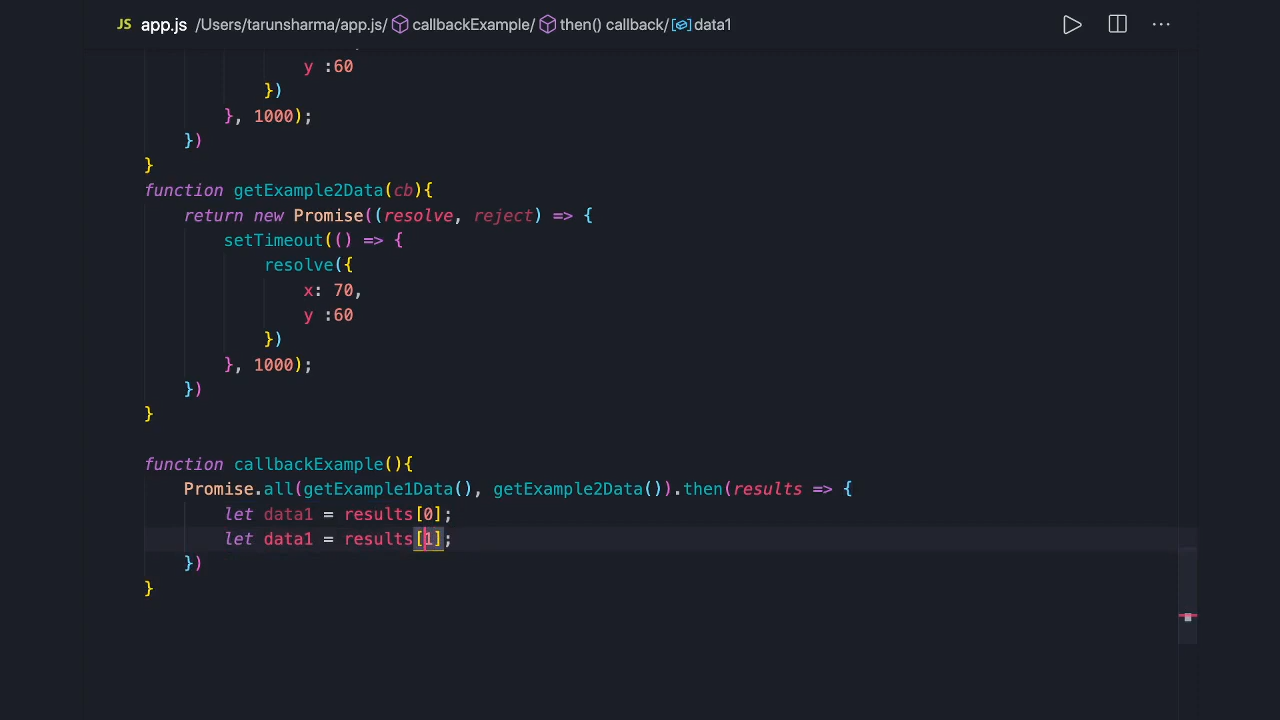 JS app.js /Users/tarunsharma/app.js/ callbackExample/ then() callback/ data1
y :60
})
}, 1000);
})
}
function getExample2Data(cb){
return new Promise((resolve, reject) => {
setTimeout(() => {
resolve({
x: 70,
y :60
})
}, 1000);
})
}
function callbackExample(){
Promise.all(getExample1Data(), getExample2Data()).then(results => {
let data1 = results[0];
let data1 = results[1];
})
}